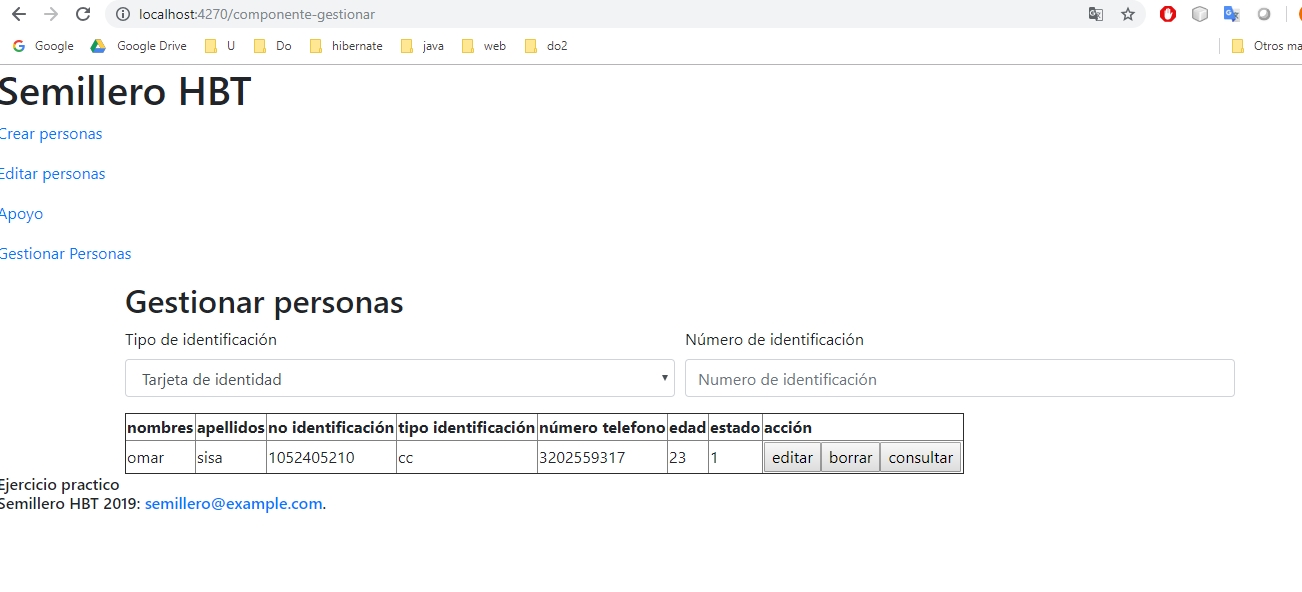 localhost:4270/componente-gestionar
Google Google Drive U Do hibernate java web do2 Otros ma
Semillero HBT
Crear personas
Editar personas
Apoyo
Gestionar Personas
Gestionar personas
Tipo de identificación Número de identificación
Tarjeta de identidad Numero de identificación
nombres apellidos no identificación tipo identificación número telefono edad estado acción
omar sisa 1052405210 cc 3202559317 23 1 editar borrar consultar
Ejercicio practico
Semillero HBT 2019: semillero@example.com.